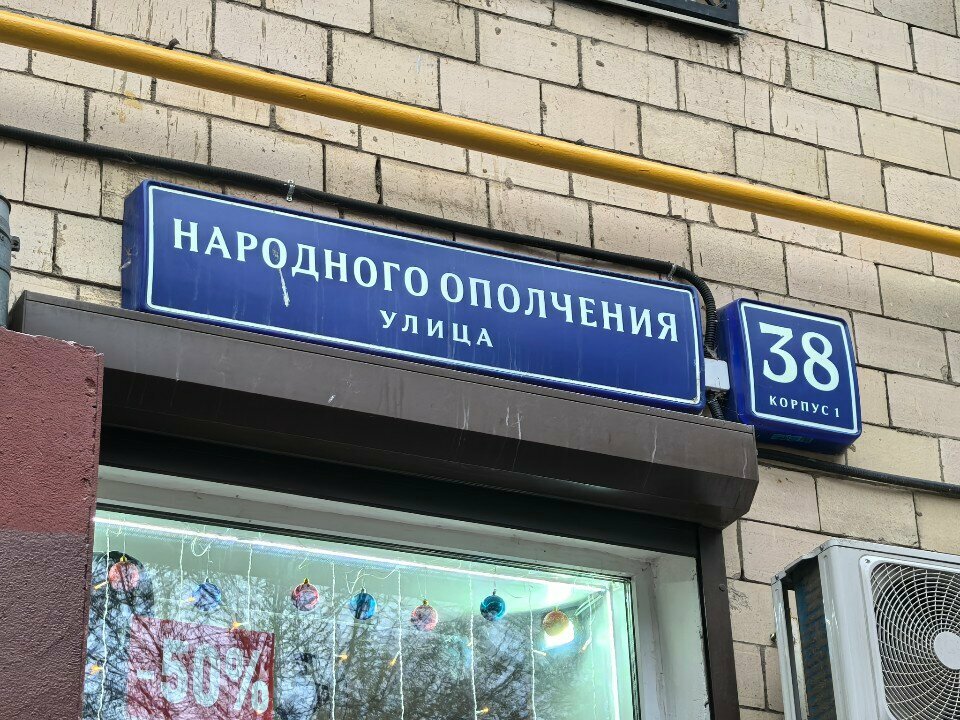 НАРОДНОГО ОПОЛЧЕНИЯ
УЛИЦА
38
КОРПУС 1
-50%